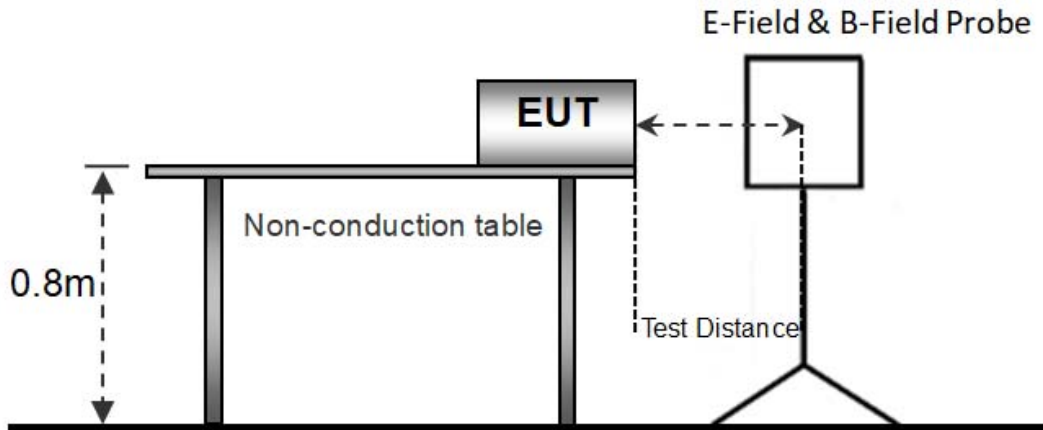 E-Field & B-Field Probe
EUT
Non-conduction table
0.8m
Test Distance